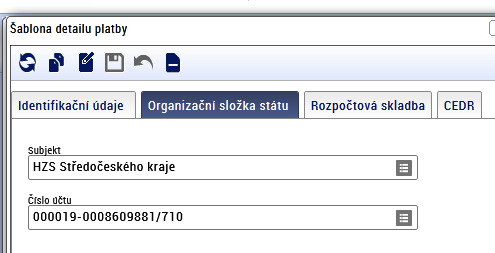 Šablona detailu platby
Identifikační údaje Organizační složka státu Rozpočtová skladba CEDR
Subjekt
HZS Středočeského kraje
Číslo účtu
000019-0008609881/710